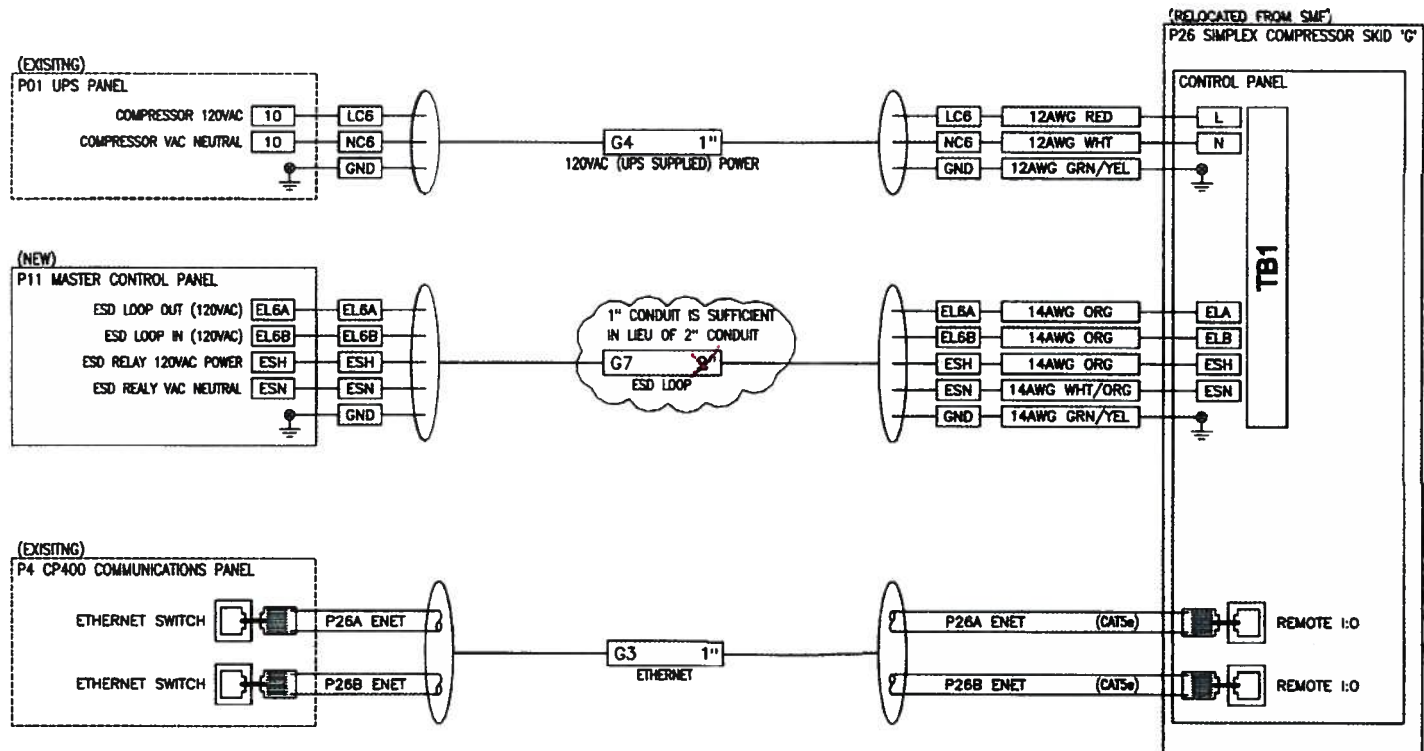 (RELOCATED FROM SMF)
P26 SIMPLEX COMPRESSOR SKID 'G'
CONTROL PANEL
(EXISITNG)
P01 UPS PANEL
COMPRESSOR 120VAC 10 LC6
COMPRESSOR VAC NEUTRAL 10 NC6
GND
G4 1"
120VAC (UPS SUPPLIED) POWER
LC6 12AWG RED L
NC6 12AWG WHT N
GND 12AWG GRN/YEL
TB1
(NEW)
P11 MASTER CONTROL PANEL
ESD LOOP OUT (120VAC) EL6A EL6A
ESD LOOP IN (120VAC) EL6B EL6B
ESD RELAY 120VAC POWER ESH ESH
ESD REALY VAC NEUTRAL ESN ESN
GND
1" CONDUIT IS SUFFICIENT
IN LIEU OF 2" CONDUIT
G7
ESD LOOP
EL6A 14AWG ORG ELA
EL6B 14AWG ORG ELB
ESH 14AWG ORG ESH
ESN 14AWG WHT/ORG ESN
GND 14AWG GRN/YEL
(EXISITNG)
P4 CP400 COMMUNICATIONS PANEL
ETHERNET SWITCH P26A ENET
ETHERNET SWITCH P26B ENET
G3 1"
ETHERNET
P26A ENET (CAT5e) REMOTE I:O
P26B ENET (CAT5e) REMOTE I:O